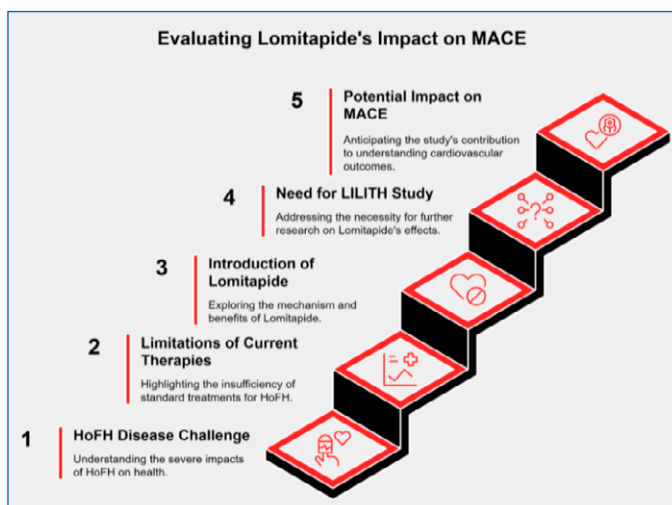 Evaluating Lomitapide's Impact on MACE
5
Potential Impact on
MACE
Anticipating the study's contribution
to understanding cardiovascular
outcomes.
4
Need for LILITH Study
Addressing the necessity for further
research on Lomitapide's effects.
3
Introduction of
Lomitapide
Exploring the mechanism and
benefits of Lomitapide.
2
Limitations of Current
Therapies
Highlighting the insufficiency of
standard treatments for HoFH.
1
HoFH Disease Challenge
Understanding the severe impacts
of HoFH on health.